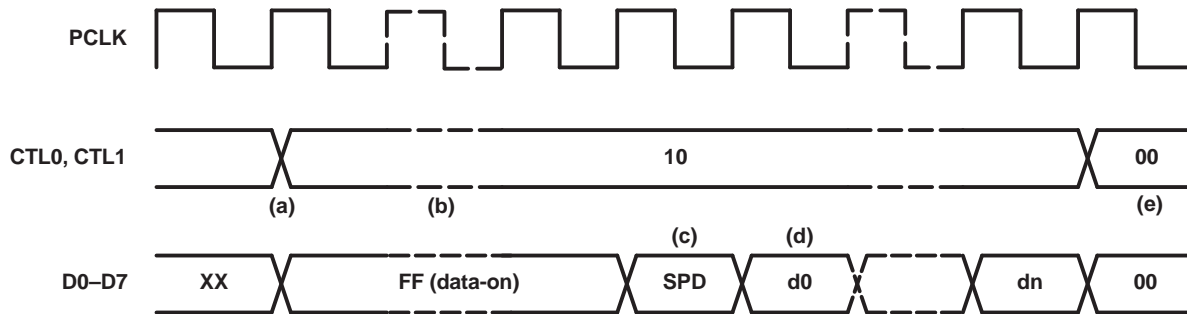 PCLK
CTL0, CTL1
10
00
(a)
(b)
(e)
(c)
(d)
D0–D7
XX
FF (data-on)
SPD
d0
dn
00